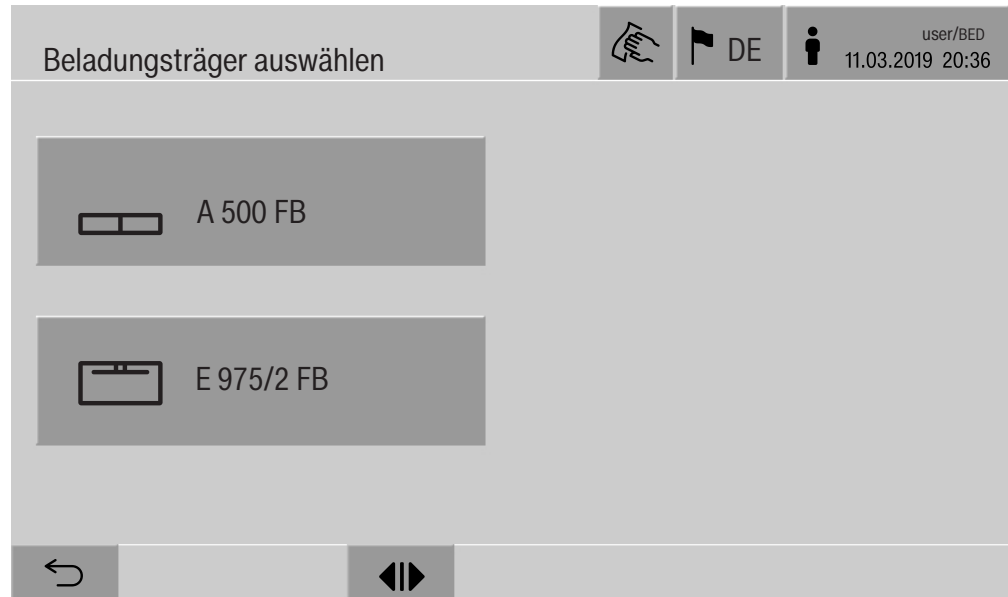 Beladungsträger auswählen
DE
user/BED
11.03.2019 20:36
A 500 FB
E 975/2 FB